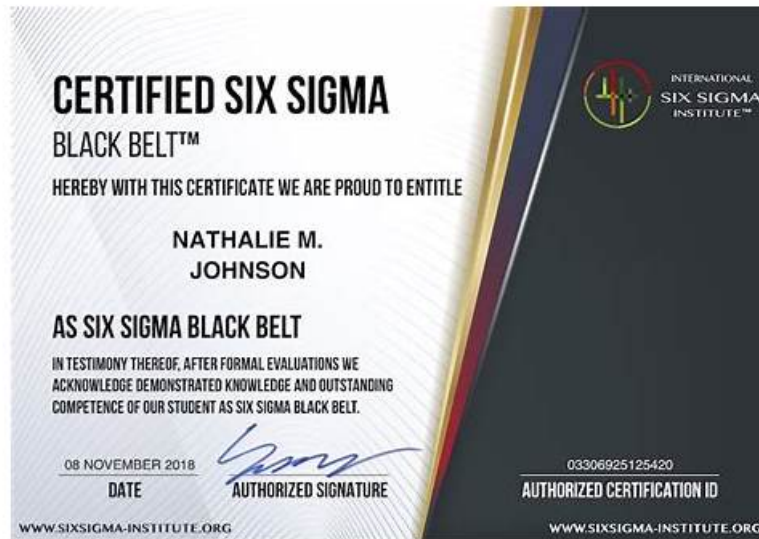 CERTIFIED SIX SIGMA
BLACK BELT™
HEREBY WITH THIS CERTIFICATE WE ARE PROUD TO ENTITLE
NATHALIE M.
JOHNSON
AS SIX SIGMA BLACK BELT
IN TESTIMONY THEREOF, AFTER FORMAL EVALUATIONS WE
ACKNOWLEDGE DEMONSTRATED KNOWLEDGE AND OUTSTANDING
COMPETENCE OF OUR STUDENT AS SIX SIGMA BLACK BELT.
08 NOVEMBER 2018
DATE
AUTHORIZED SIGNATURE
WWW.SIXSIGMA-INSTITUTE.ORG
INTERNATIONAL
SIX SIGMA
INSTITUTE™
03306925125420
AUTHORIZED CERTIFICATION ID
WWW.SIXSIGMA-INSTITUTE.ORG